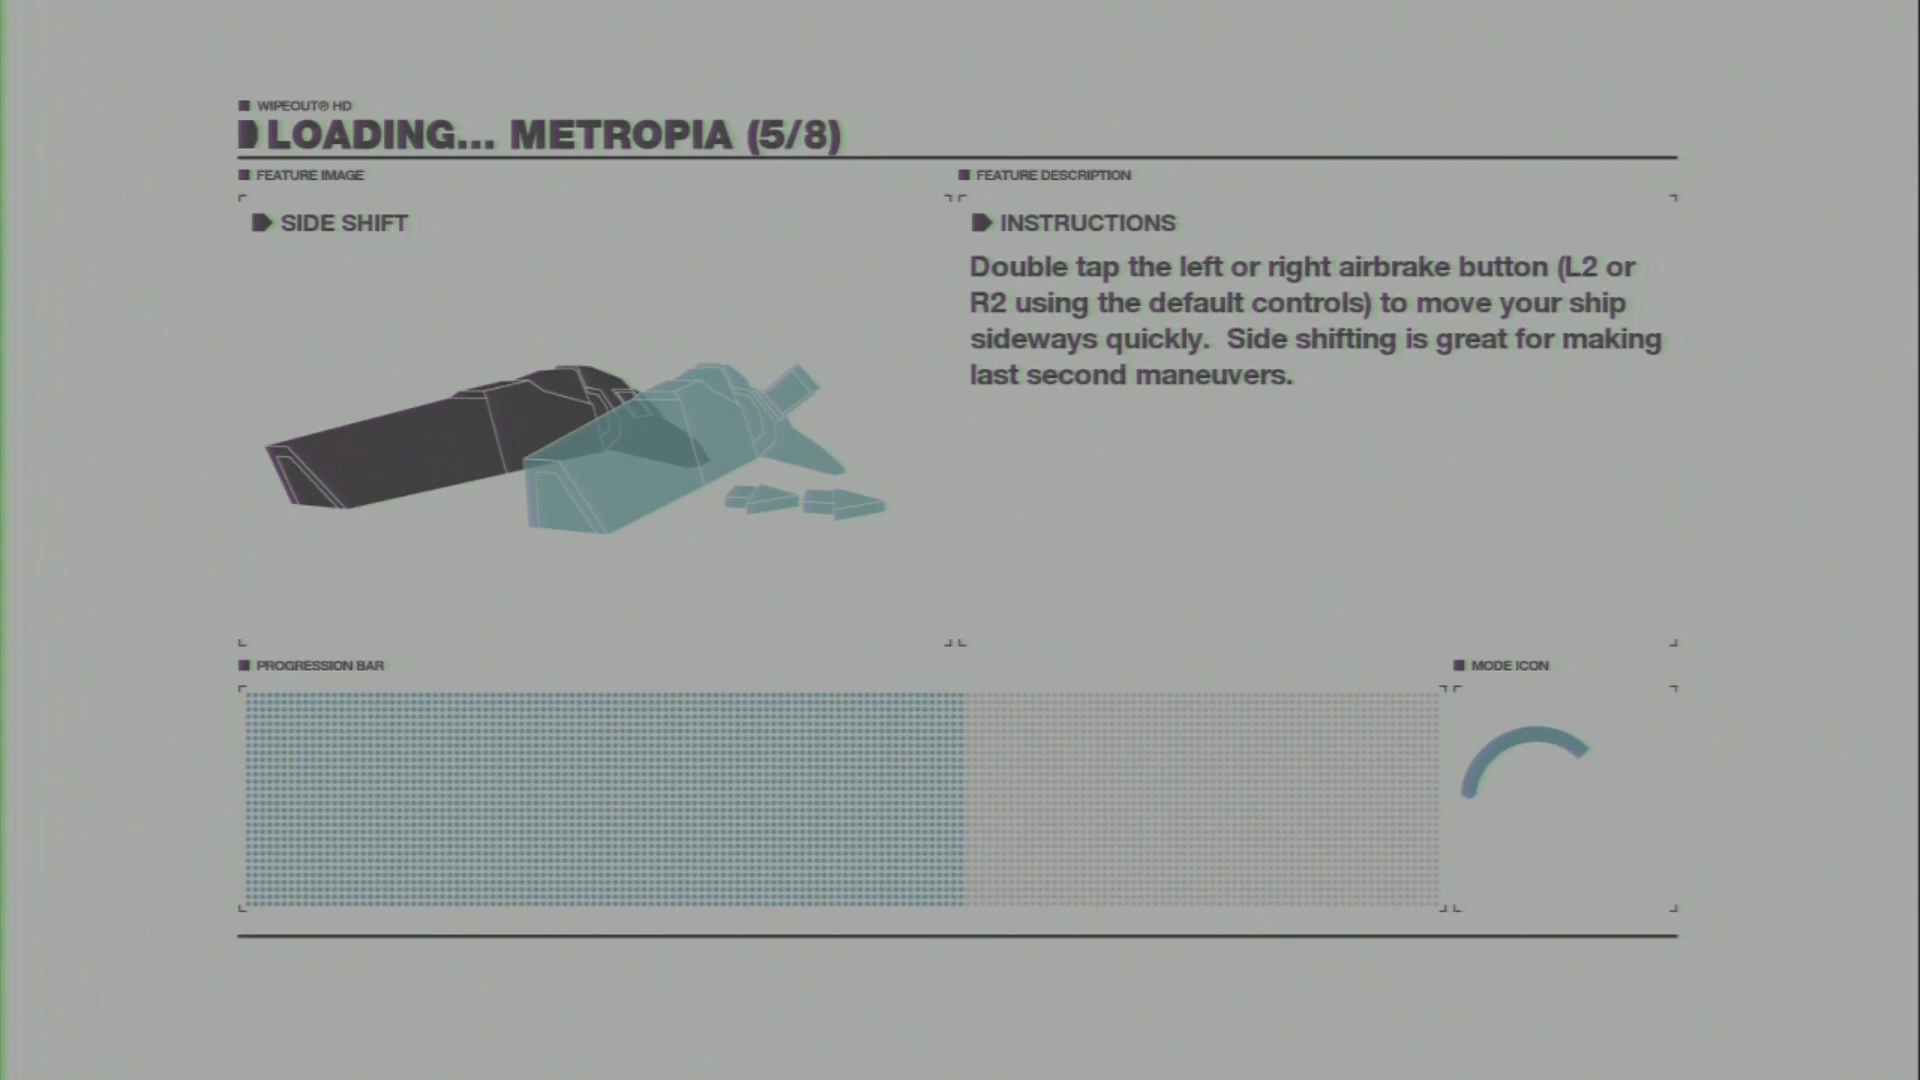 WIPEOUT® HD
LOADING... METROPIA (5/8)
FEATURE IMAGE
FEATURE DESCRIPTION
SIDE SHIFT
INSTRUCTIONS
Double tap the left or right airbrake button (L2 or
R2 using the default controls) to move your ship
sideways quickly.  Side shifting is great for making
last second maneuvers.
PROGRESSION BAR
MODE ICON